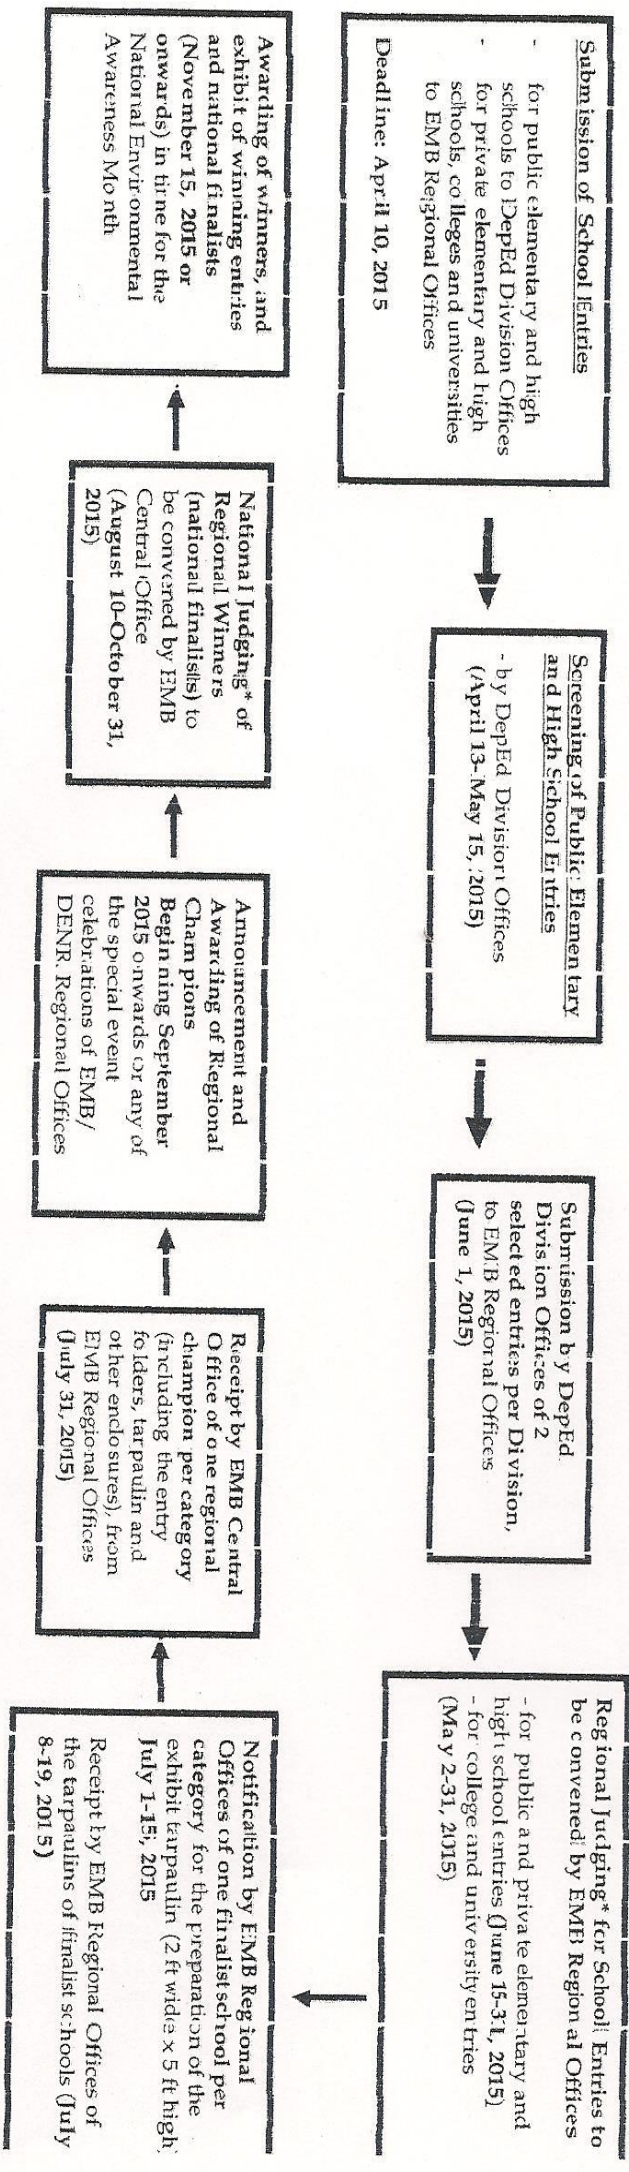 Submission of School Entries
- for public elementary and high
schools to DepEd Division Offices
- for private elementary and high
schools, colleges and universities
to EMB Regional Offices
Deadline: April 10, 2015
Screening of Public Elementary
and High School Entries
- by DepEd Division Offices
(April 13-May 15, 2015)
Submission by DepEd
Division Offices of 2
selected entries per Division,
to EMB Regional Offices
(June 1, 2015)
Regional Judging* for School Entries to
be convened by EMB Regional Offices
- for public and private elementary and
high school entries (June 15-31, 2015)
- for college and university entries
(May 2-31, 2015)
Notification by EMB Regional
Offices of one finalist school per
category for the preparation of the
exhibit tarpaulin (2 ft wide x 5 ft high)
July 1-15, 2015
Receipt by EMB Regional Offices of
the tarpaulins of finalist schools (July
8-19, 2015)
Receipt by EMB Central
Office of one regional
champion per category
(including the entry
folders, tarpaulin and
other enclosures), from
EMB Regional Offices
(July 31, 2015)
Announcement and
Awarding of Regional
Champions
Beginning September
2015 onwards or any of
the special event
celebrations of EMB/
DENR Regional Offices
National Judging* of
Regional Winners
(national finalists) to
be convened by EMB
Central Office
(August 10-October 31,
2015)
Awarding of winners, and
exhibit of winning entries
and national finalists
(November 15, 2015 or
onwards) in time for the
National Environmental
Awareness Month